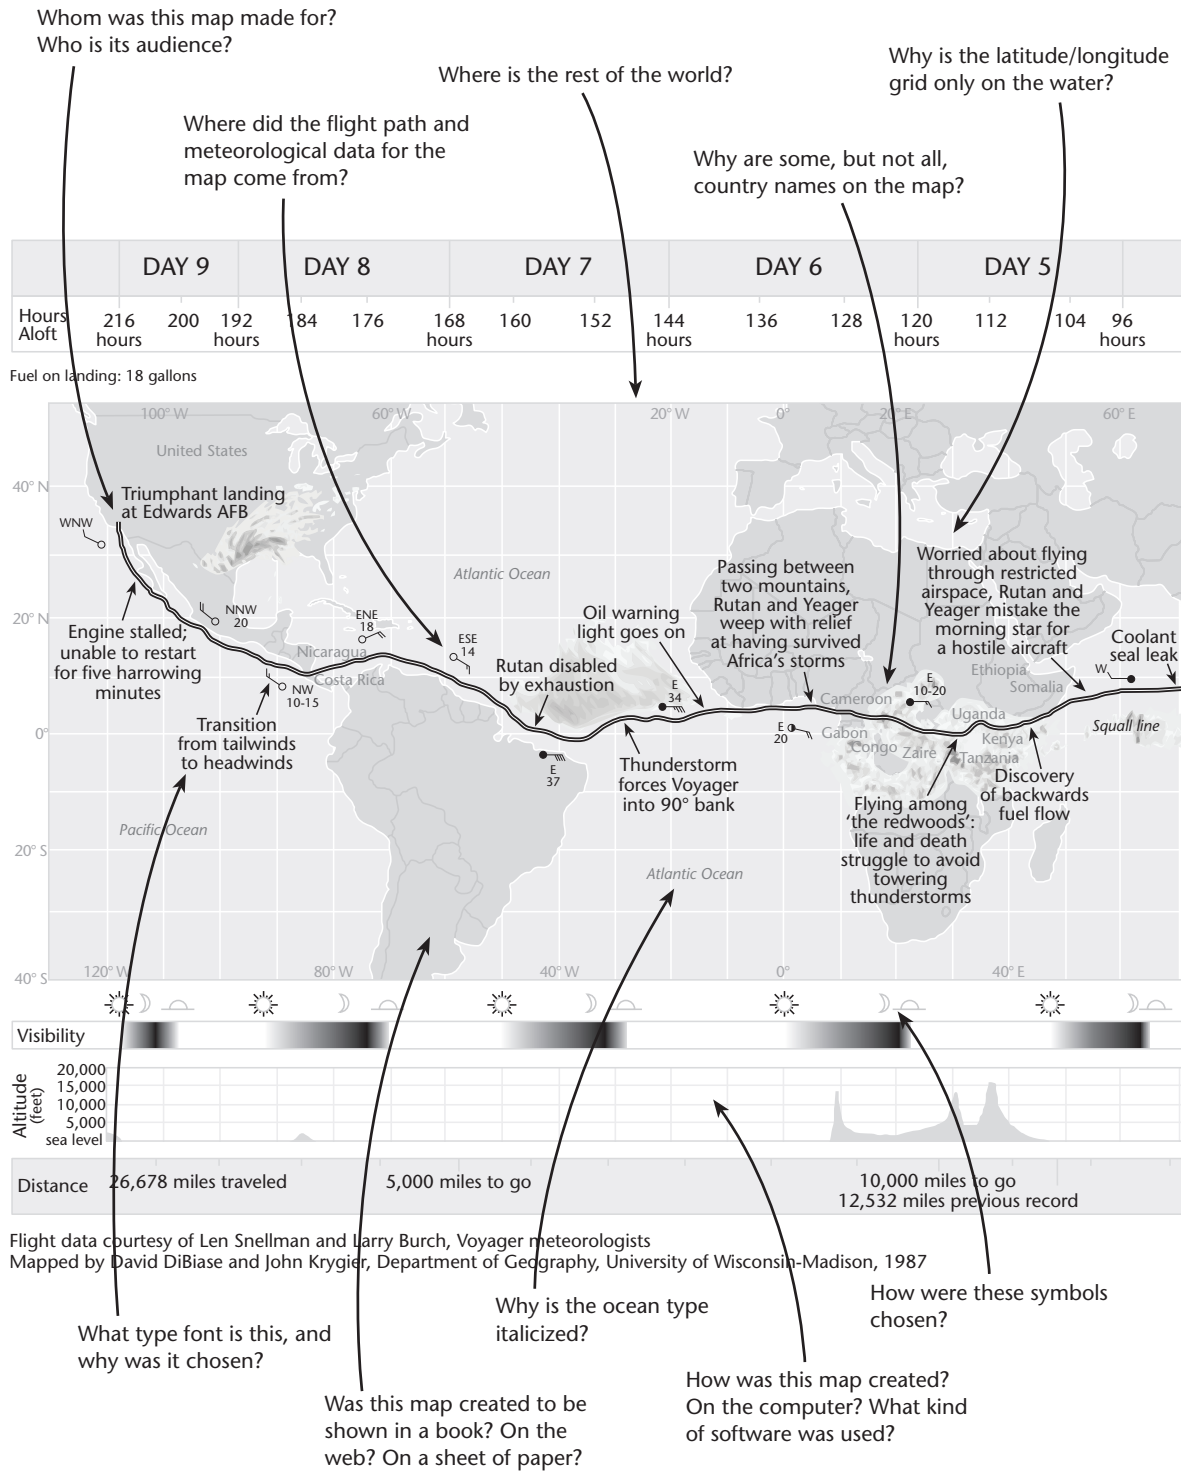 Whom was this map made for?
Who is its audience?
Where is the rest of the world?
Why is the latitude/longitude
grid only on the water?
Where did the flight path and
meteorological data for the
map come from?
Why are some, but not all,
country names on the map?
DAY 9 DAY 8 DAY 7 DAY 6 DAY 5
Hours
Aloft
216
hours
200
192
hours
184
176
168
hours
160
152
144
hours
136
128
120
hours
112
104
96
hours
Fuel on landing: 18 gallons
100° W 60° W 20° W 0° 20° E 60° E
United States
40° N
Triumphant landing
at Edwards AFB
WNW
Atlantic Ocean
Passing between
two mountains,
Rutan and Yeager
weep with relief
at having survived
Africa's storms
Worried about flying
through restricted
airspace, Rutan and
Yeager mistake the
morning star for
a hostile aircraft
20° N
NNW
20
ENE
18
ESE
14
Oil warning
light goes on
Coolant
seal leak
Engine stalled;
unable to restart
for five harrowing
minutes
Nicaragua
Costa Rica
Rutan disabled
by exhaustion
Ethiopia
Somalia
W
NW
10-15
E
34
Cameroon
E
10-20
Uganda
Transition
from tailwinds
to headwinds
0°
E
20
Gabon
Congo
Zaire
Kenya
Tanzania
Squall line
E
37
Thunderstorm
forces Voyager
into 90° bank
Discovery
of backwards
fuel flow
Flying among
'the redwoods':
life and death
struggle to avoid
towering
thunderstorms
Pacific Ocean
20° S
Atlantic Ocean
40° S
120° W 80° W 40° W 0° 40° E
Visibility
Altitude
(feet)
20,000
15,000
10,000
5,000
sea level
Distance
26,678 miles traveled
5,000 miles to go
10,000 miles to go
12,532 miles previous record
Flight data courtesy of Len Snellman and Larry Burch, Voyager meteorologists
Mapped by David DiBiase and John Krygier, Department of Geography, University of Wisconsin-Madison, 1987
What type font is this, and
why was it chosen?
Why is the ocean type
italicized?
How were these symbols
chosen?
Was this map created to be
shown in a book? On the
web? On a sheet of paper?
How was this map created?
On the computer? What kind
of software was used?